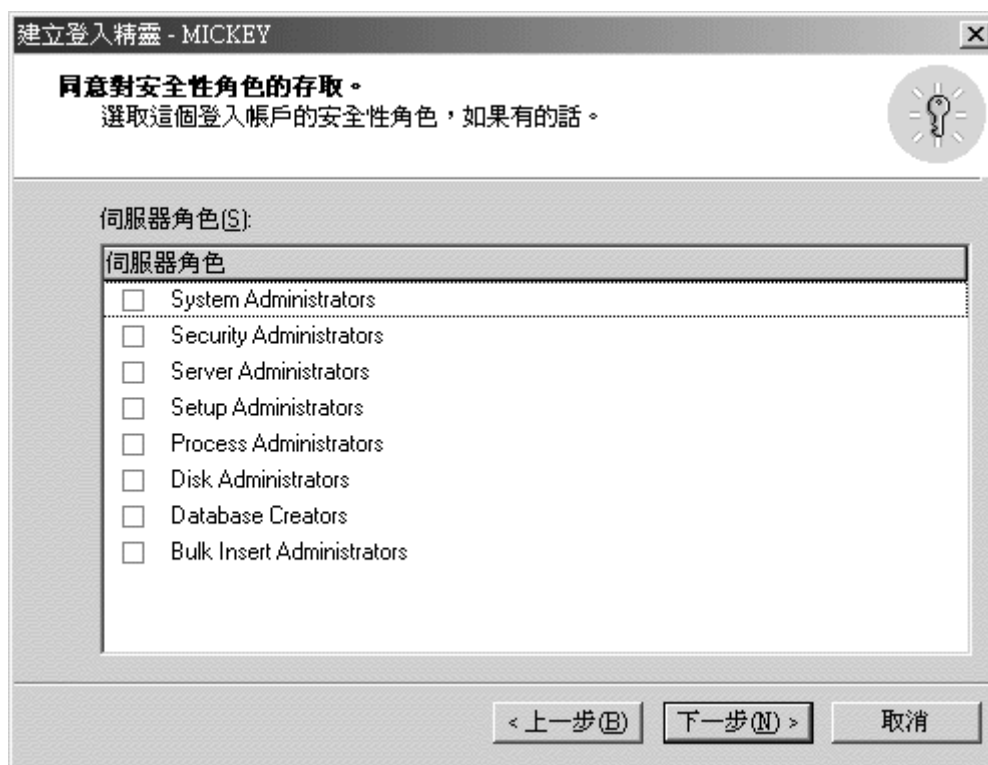 建立登入精靈 - MICKEY
同意對安全性角色的存取。
選取這個登入帳戶的安全性角色，如果有的話。
伺服器角色(S):
伺服器角色
System Administrators
Security Administrators
Server Administrators
Setup Administrators
Process Administrators
Disk Administrators
Database Creators
Bulk Insert Administrators
< 上一步(B) 下一步(N) > 取消